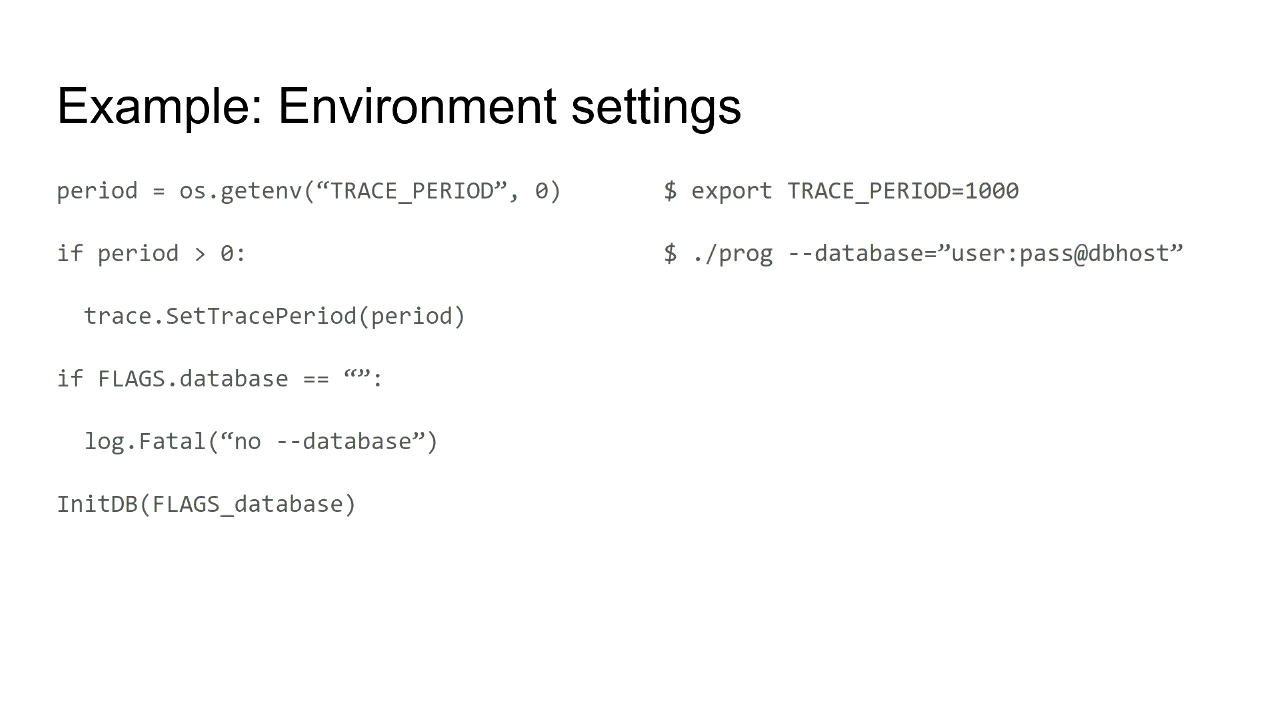 Example: Environment settings
period = os.getenv(“TRACE_PERIOD”, 0)
if period > 0:
  trace.SetTracePeriod(period)
if FLAGS.database == “”:
  log.Fatal(“no --database”)
InitDB(FLAGS_database)
$ export TRACE_PERIOD=1000
$ ./prog --database=”user:pass@dbhost”